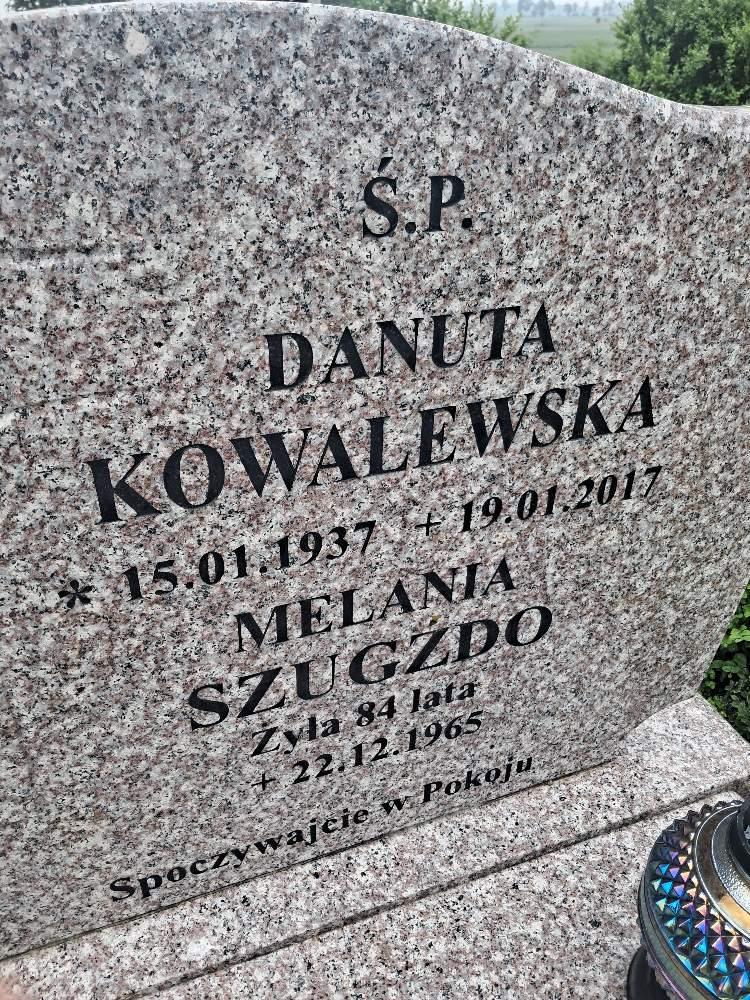 Ś.P.
DANUTA
KOWALEWSKA
* 15.01.1937 + 19.01.2017
MELANIA
SZUGŻDO
Żyła 84 lata
+ 22.12.1965
Spoczywajcie w Pokoju